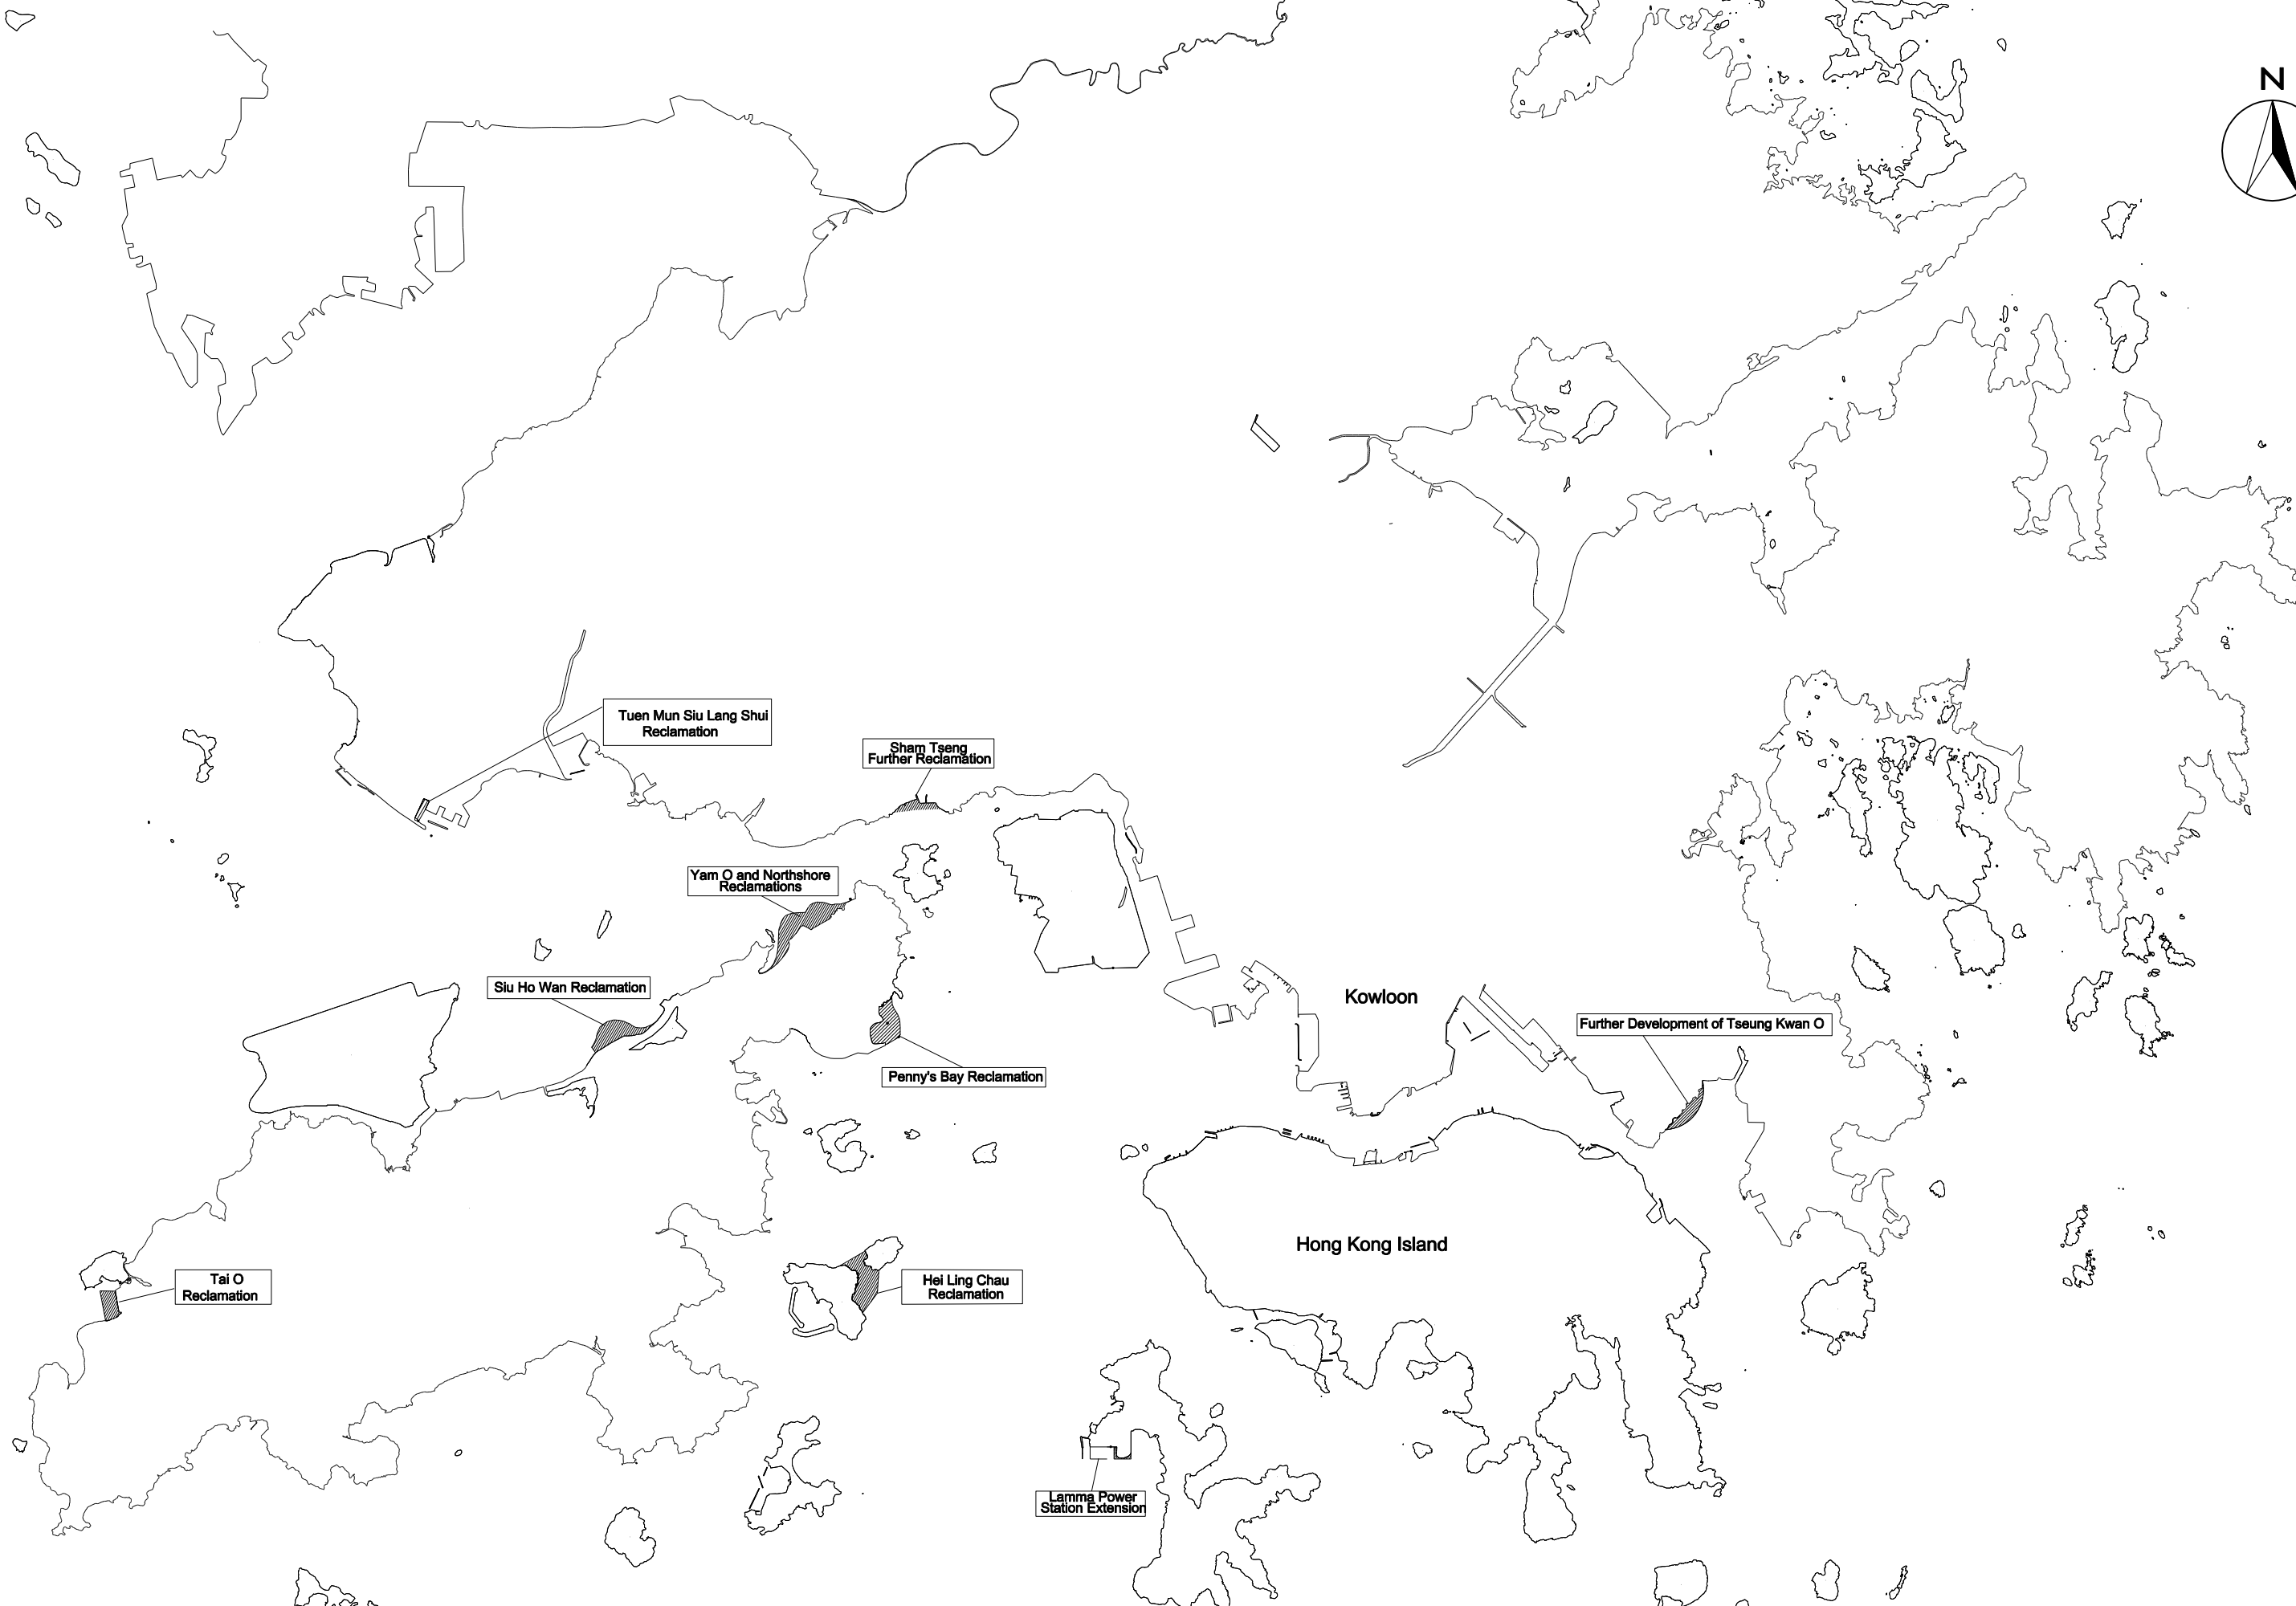 N
Tuen Mun Siu Lang Shui
Reclamation
Sham Tseng
Further Reclamation
Yam O and Northshore
Reclamations
Siu Ho Wan Reclamation
Kowloon
Further Development of Tseung Kwan O
Penny's Bay Reclamation
Hong Kong Island
Tai O
Reclamation
Hei Ling Chau
Reclamation
Lamma Power
Station Extension